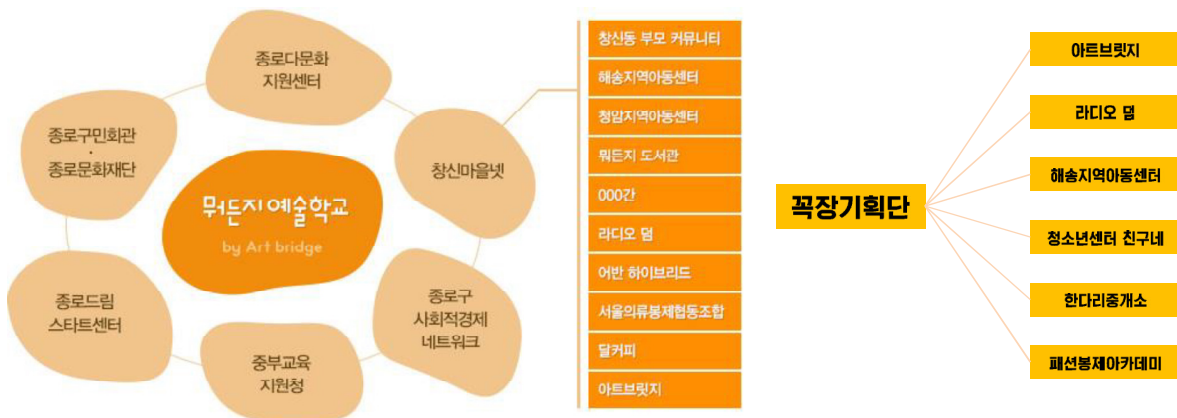 종로다문화
지원센터
종로구민회관
·
종로문화재단
창신마을넷
뭐든지 예술학교
by Art bridge
종로드림
스타트센터
중부교육
지원청
종로구
사회적경제
네트워크
창신동 부모 커뮤니티
해송지역아동센터
청암지역아동센터
뭐든지 도서관
000간
라디오 덤
어반 하이브리드
서울의류봉제협동조합
달커피
아트브릿지
꼭장기획단
아트브릿지
라디오 덤
해송지역아동센터
청소년센터 친구네
한다리중개소
패션봉제아카데미